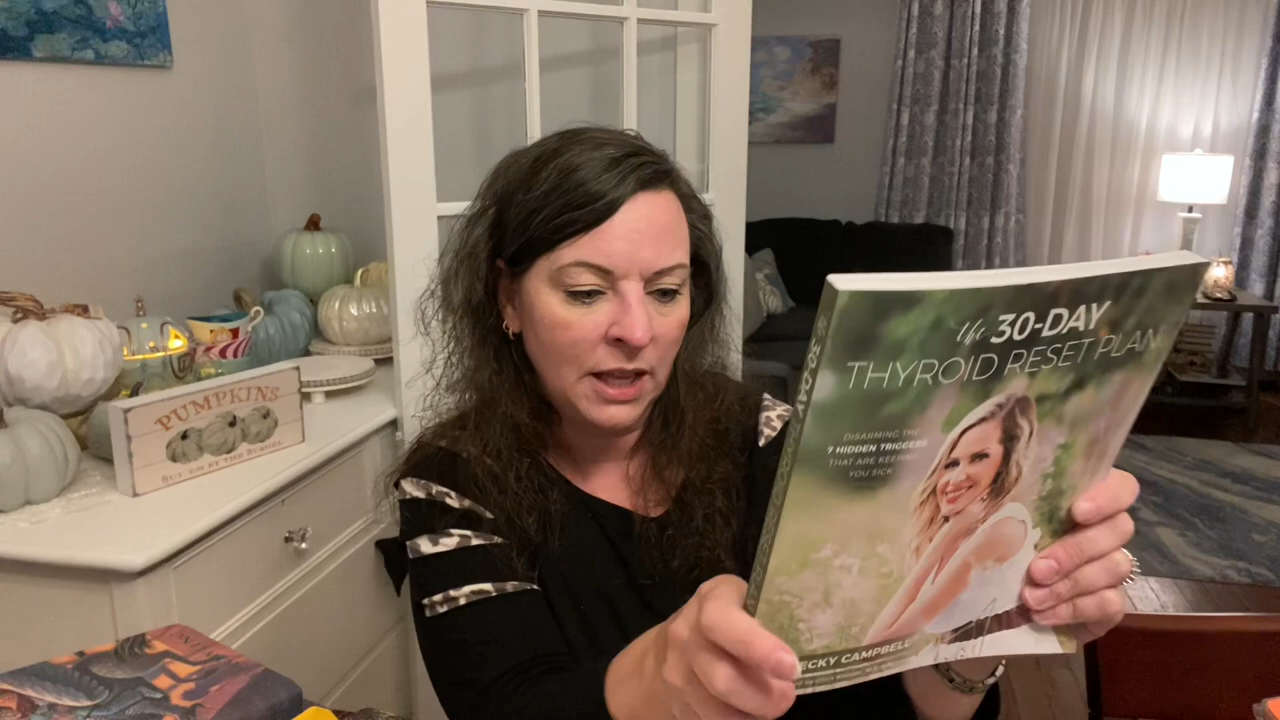 PUMPKINS
BUY 'EM BY THE BUSHEL
The 30-DAY
THYROID RESET PLAN
DISARMING THE
7 HIDDEN TRIGGERS
THAT ARE KEEPING
YOU SICK
ECKY CAMPBELL
30-DAY